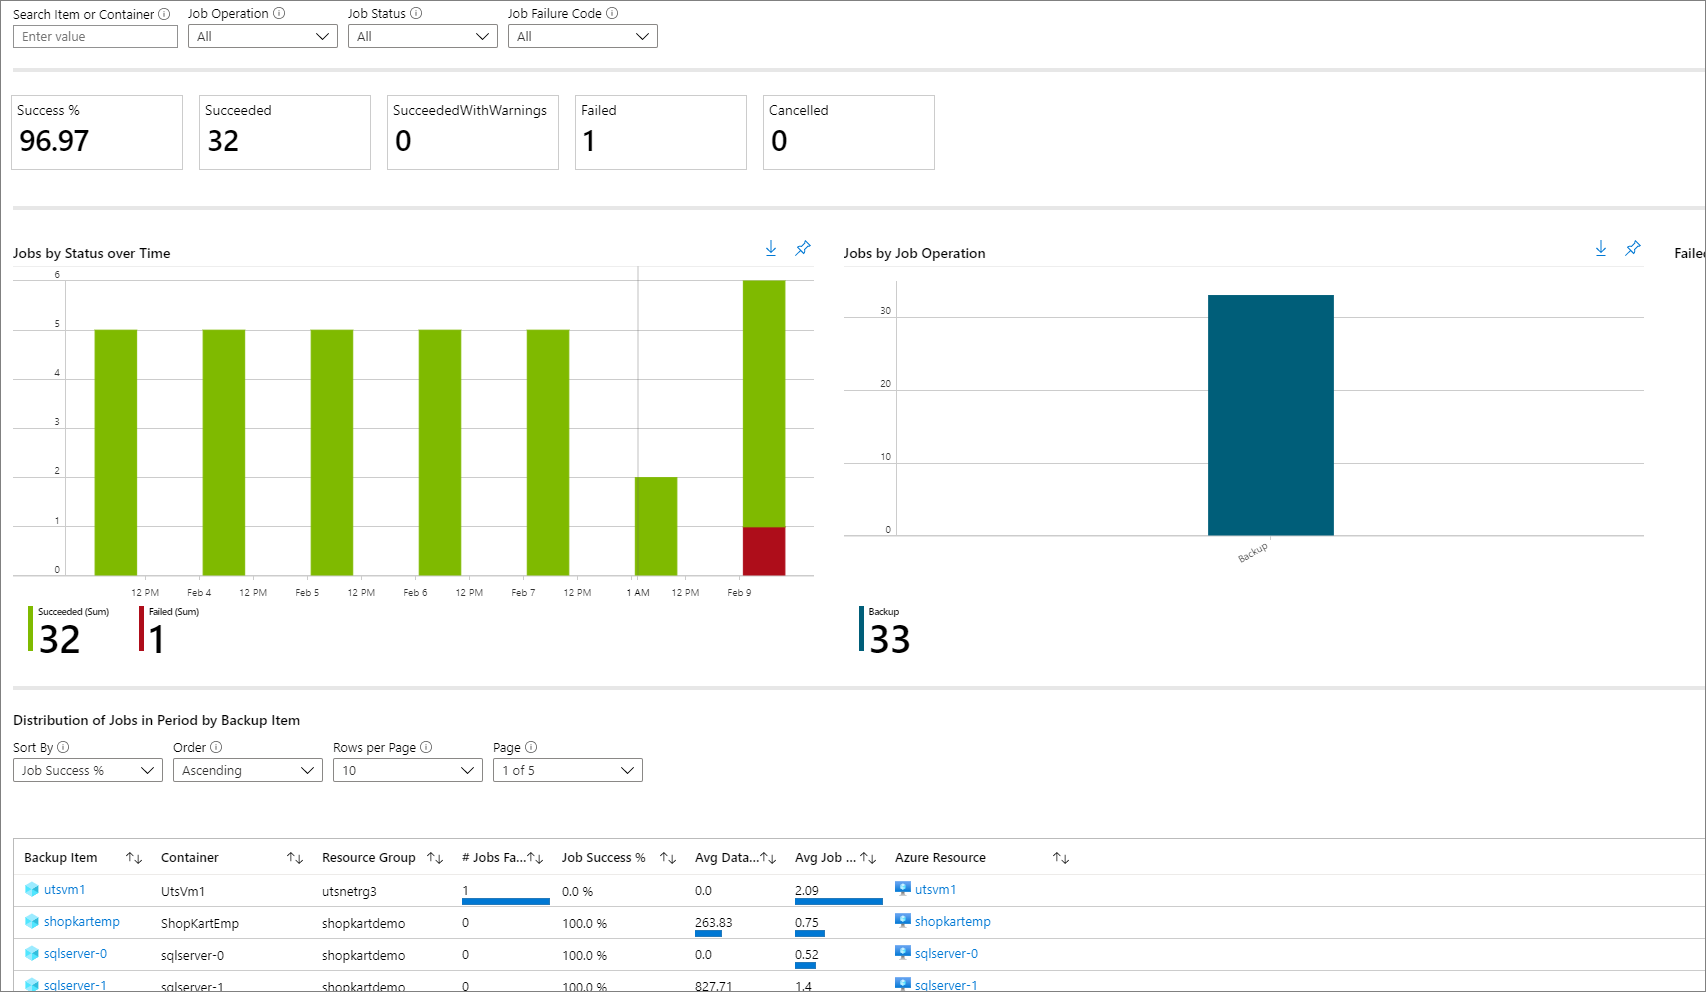 Search Item or Container
Job Operation
Job Status
Job Failure Code
Enter value
All
All
All
Success %
96.97
Succeeded
32
SucceededWithWarnings
0
Failed
1
Cancelled
0
Jobs by Status over Time
6
5
4
3
2
1
0
12 PM Feb 4 12 PM Feb 5 12 PM Feb 6 12 PM Feb 7 12 PM 1 AM 12 PM Feb 9
Succeeded (Sum)
32
Failed (Sum)
1
Jobs by Job Operation
30
20
10
0
Backup
Backup
33
Failed
Distribution of Jobs in Period by Backup Item
Sort By
Order
Rows per Page
Page
Job Success %
Ascending
10
1 of 5
Backup Item Container Resource Group # Jobs Fa... Job Success % Avg Data... Avg Job ... Azure Resource
utsvm1 UtsVm1 utsnetrg3 1 0.0 % 0.0 2.09 utsvm1
shopkartemp ShopKartEmp shopkartdemo 0 100.0 % 263.83 0.75 shopkartemp
sqlserver-0 sqlserver-0 shopkartdemo 0 100.0 % 0.0 0.52 sqlserver-0
sqlserver-1 sqlserver-1 shopkartdemo 0 100.0 % 827.71 1.4 sqlserver-1